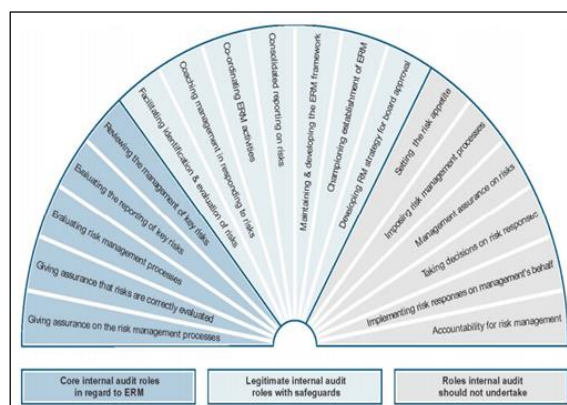 Giving assurance on the risk management processes
Giving assurance that risks are correctly evaluated
Evaluating risk management processes
Evaluating the reporting of key risks
Reviewing the management of key risks
Facilitating identification & evaluation of risks
Coaching management in responding to risks
Co-ordinating ERM activities
Consolidated reporting on risks
Maintaining & developing the ERM framework
Championing establishment of ERM
Developing RM strategy for board approval
Setting the risk appetite
Imposing risk management processes
Management assurance on risks
Taking decisions on risk responsec
Implementing risk responses on management's behalf
Accountability for risk management
Core internal audit roles
in regard to ERM
Legitimate internal audit
roles with safeguards
Roles internal audit
should not undertake